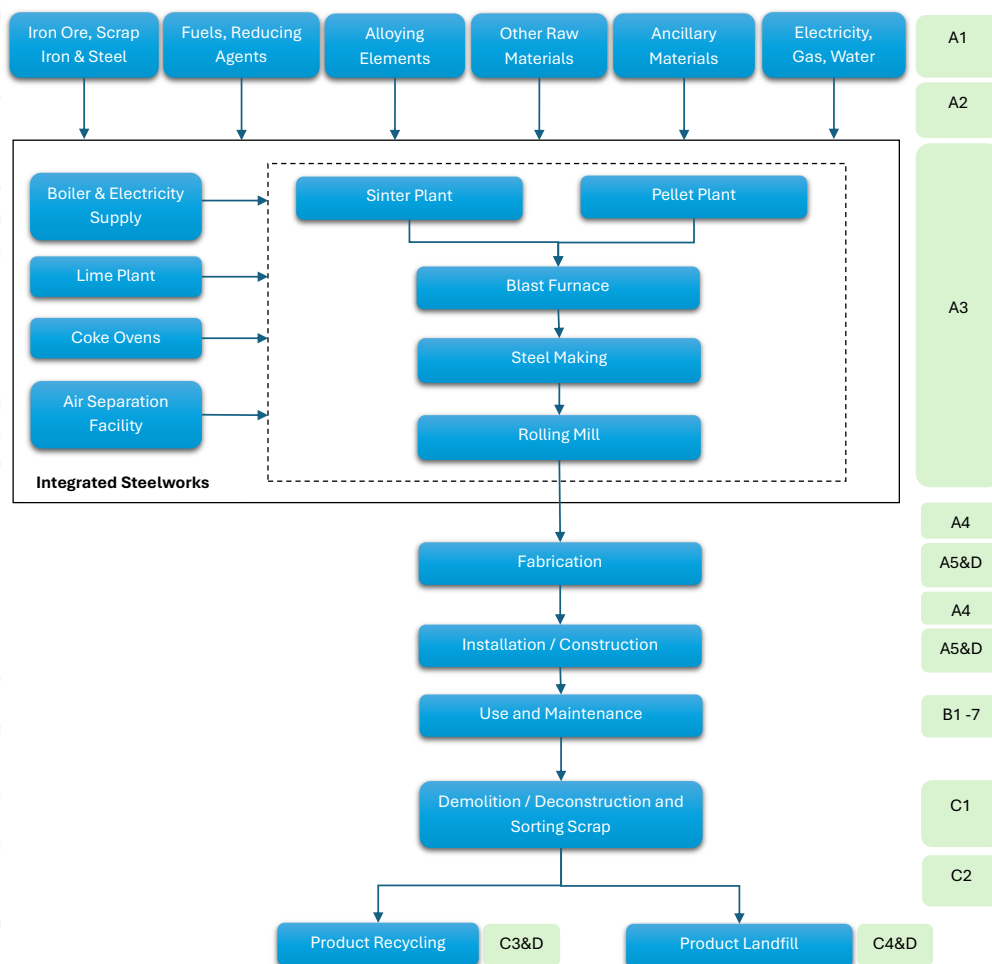 Iron Ore, Scrap
Iron & Steel
Fuels, Reducing
Agents
Alloying
Elements
Other Raw
Materials
Ancillary
Materials
Electricity,
Gas, Water
A1
A2
Boiler & Electricity
Supply
Sinter Plant
Pellet Plant
Lime Plant
Blast Furnace
A3
Coke Ovens
Steel Making
Air Separation
Facility
Rolling Mill
Integrated Steelworks
A4
Fabrication
A5&D
A4
Installation / Construction
A5&D
Use and Maintenance
B1 -7
Demolition / Deconstruction and
Sorting Scrap
C1
C2
Product Recycling
C3&D
Product Landfill
C4&D